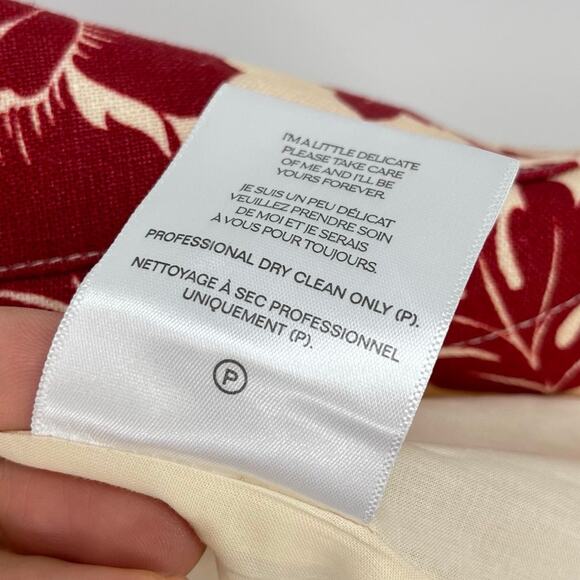 I'M A LITTLE DELICATE
PLEASE TAKE CARE
OF ME AND I'LL BE
YOURS FOREVER.
JE SUIS UN PEU DÉLICAT
VEUILLEZ PRENDRE SOIN
DE MOI ET JE SERAIS
À VOUS POUR TOUJOURS.
PROFESSIONAL DRY CLEAN ONLY (P).
NETTOYAGE À SEC PROFESSIONNEL
UNIQUEMENT (P).
P